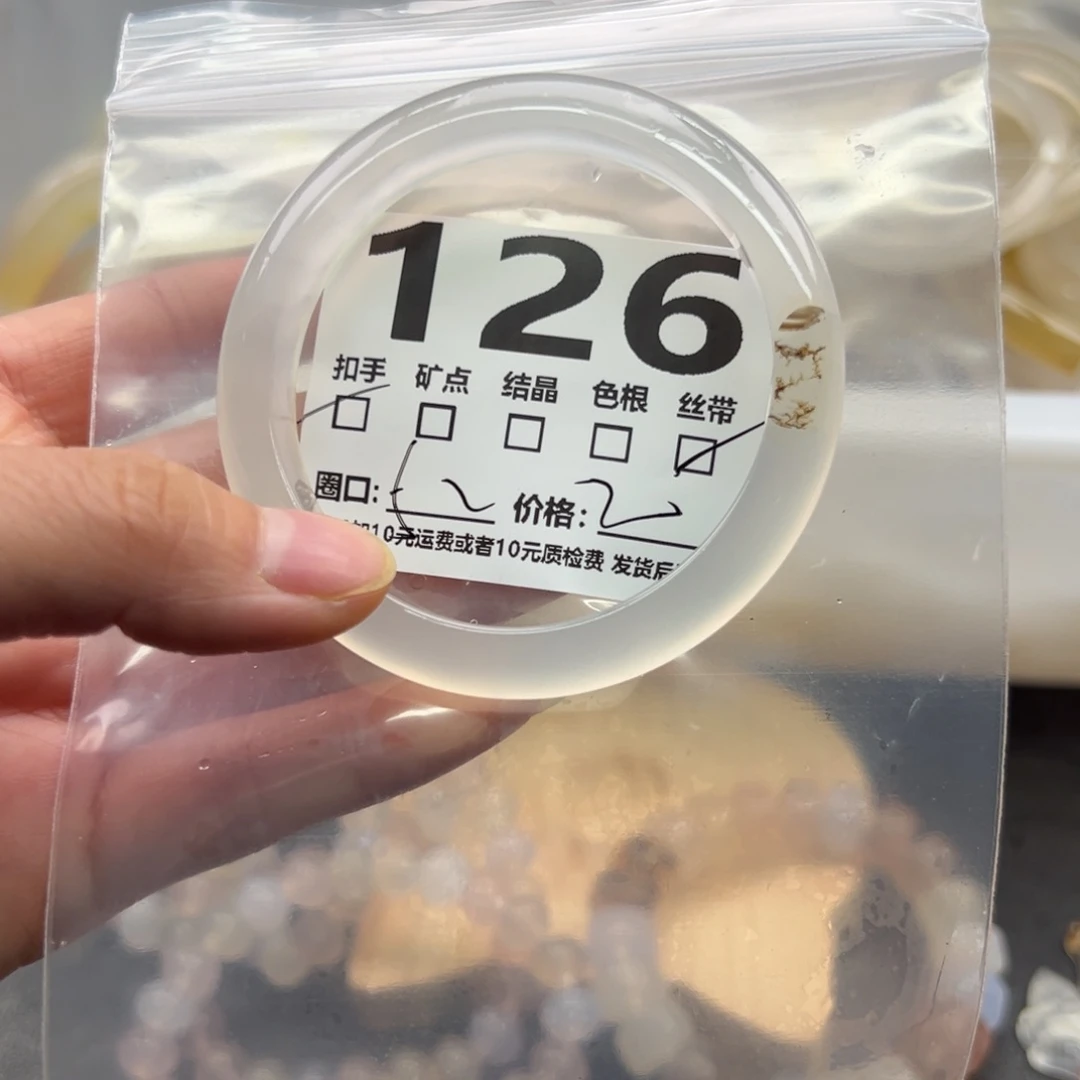 126
扣手 矿点 结晶 色根 丝带
圈口: 价格:
10元运费或者10元质检费 发货后